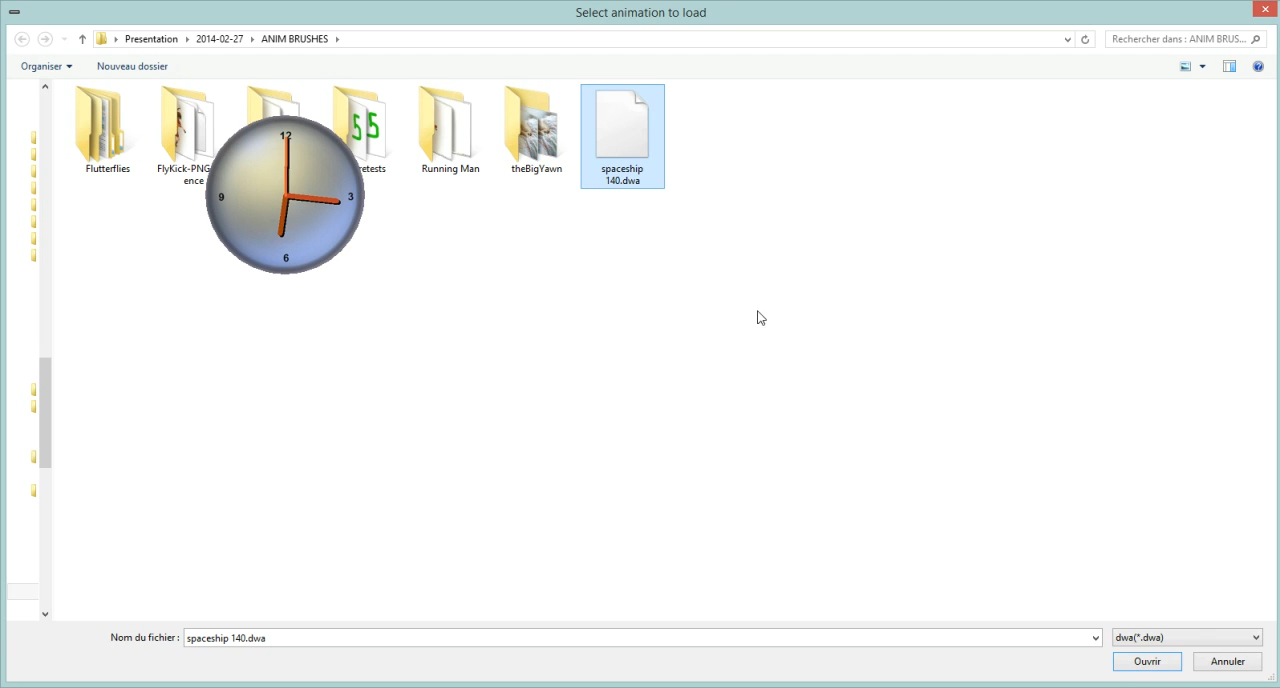 Select animation to load
Presentation 2014-02-27 ANIM BRUSHES
Rechercher dans : ANIM BRUS...
Organiser Nouveau dossier
Flutterflies
FlyKick-PNG
ence
etests
Running Man
theBigYawn
spaceship
140.dwa
12
9
3
6
5 5
Nom du fichier : spaceship 140.dwa
dwa(*.dwa)
Ouvrir
Annuler